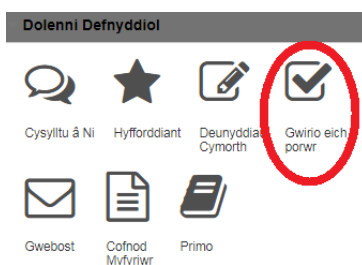 Dolenni Defnyddiol
Cysylltu â Ni Hyfforddiant Deunyddiau Gwirio eich
Cymorth porwr
Gwebost Cofnod Primo
Myfyriwr